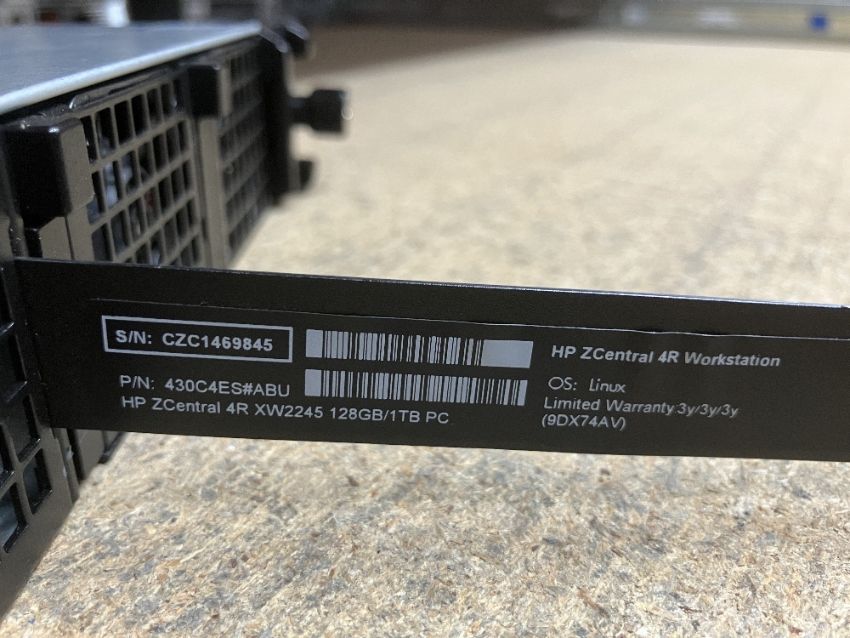 S/N: CZC1469845
P/N: 430C4ES#ABU
HP ZCentral 4R XW2245 128GB/1TB PC
HP ZCentral 4R Workstation
OS: Linux
Limited Warranty:3y/3y/3y
(9DX74AV)